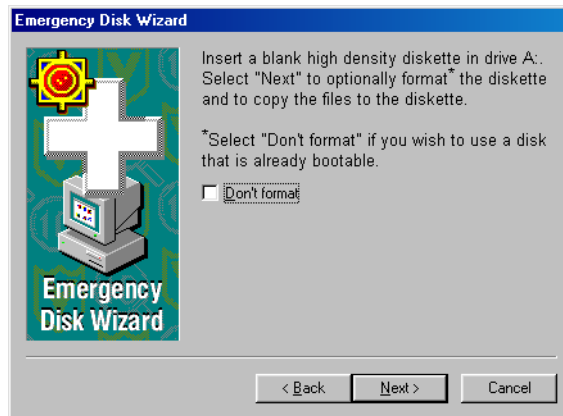 Emergency Disk Wizard
Insert a blank high density diskette in drive A:.
Select "Next" to optionally format* the diskette
and to copy the files to the diskette.
*Select "Don't format" if you wish to use a disk
that is already bootable.
Don't format
Emergency
Disk Wizard
< Back
Next >
Cancel